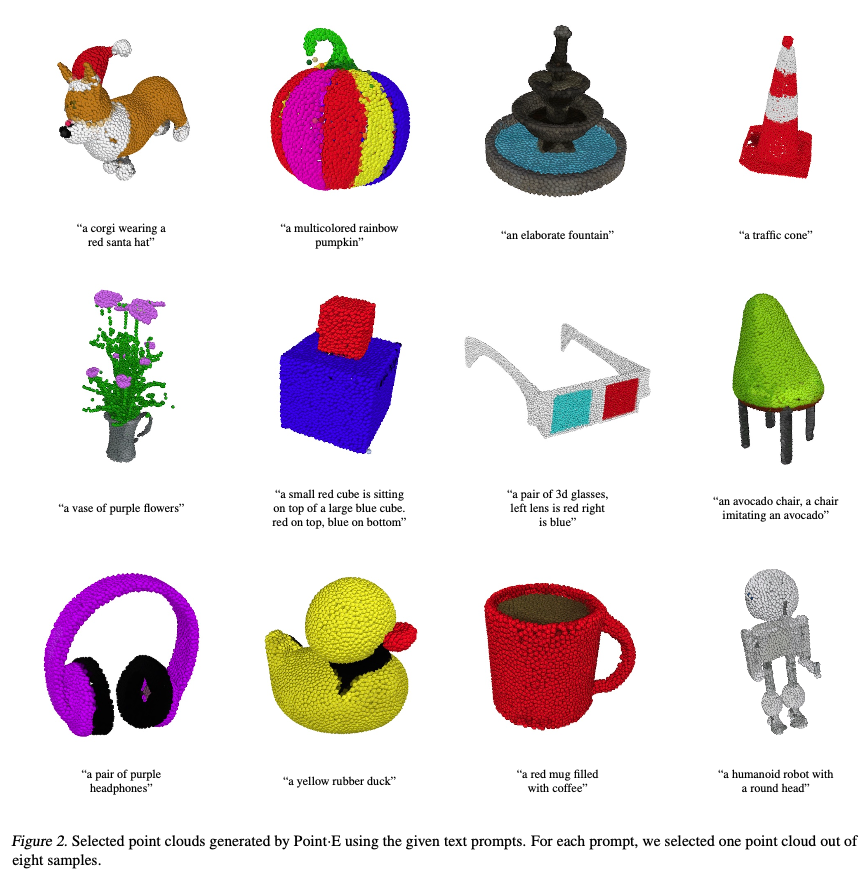 “a corgi wearing a
red santa hat”
“a multicolored rainbow
pumpkin”
“an elaborate fountain”
“a traffic cone”
“a vase of purple flowers”
“a small red cube is sitting
on top of a large blue cube.
red on top, blue on bottom”
“a pair of 3d glasses,
left lens is red right
is blue”
“an avocado chair, a chair
imitating an avocado”
“a pair of purple
headphones”
“a yellow rubber duck”
“a red mug filled
with coffee”
“a humanoid robot with
a round head”
Figure 2. Selected point clouds generated by Point·E using the given text prompts. For each prompt, we selected one point cloud out of
eight samples.